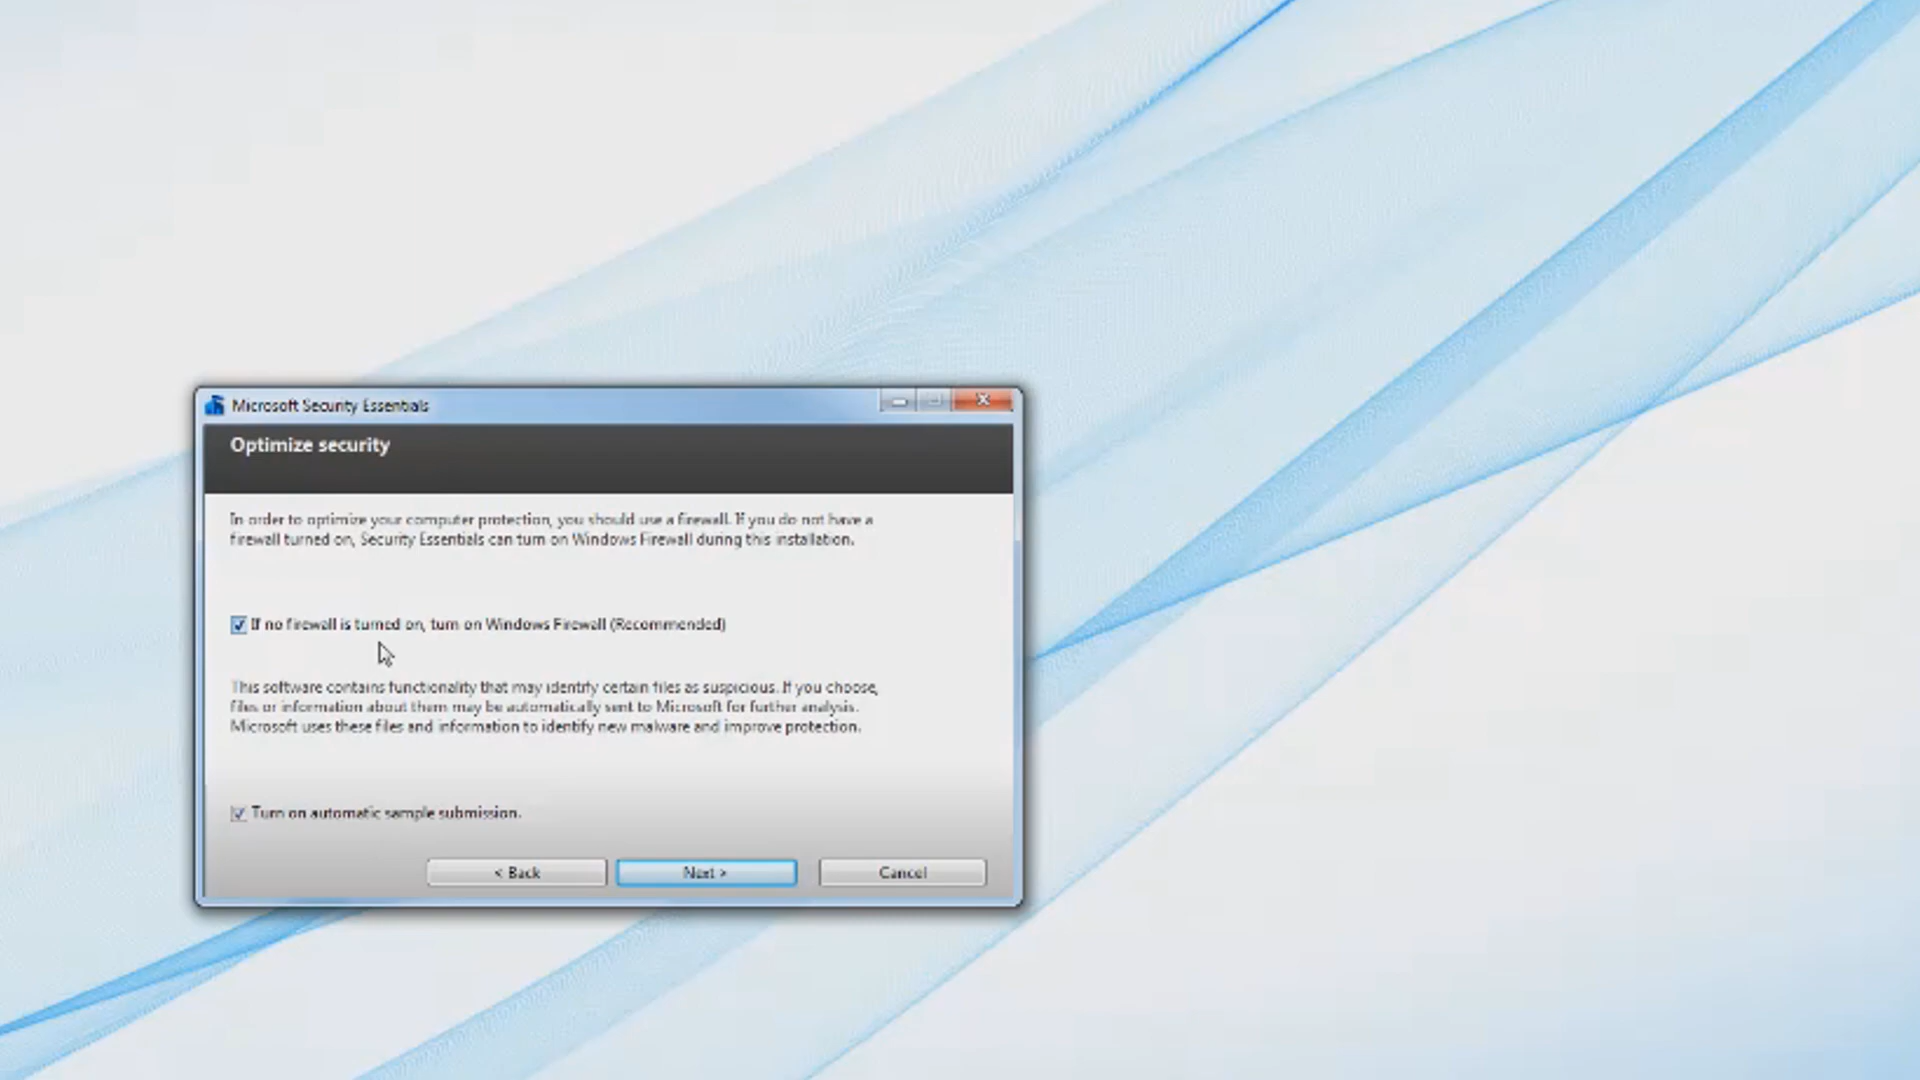 Microsoft Security Essentials
Optimize security
In order to optimize your computer protection, you should use a firewall. If you do not have a
firewall turned on, Security Essentials can turn on Windows Firewall during this installation.
If no firewall is turned on, turn on Windows Firewall (Recommended)
This software contains functionality that may identify certain files as suspicious. If you choose,
files or information about them may be automatically sent to Microsoft for further analysis.
Microsoft uses these files and information to identify new malware and improve protection.
Turn on automatic sample submission.
< Back
Next >
Cancel